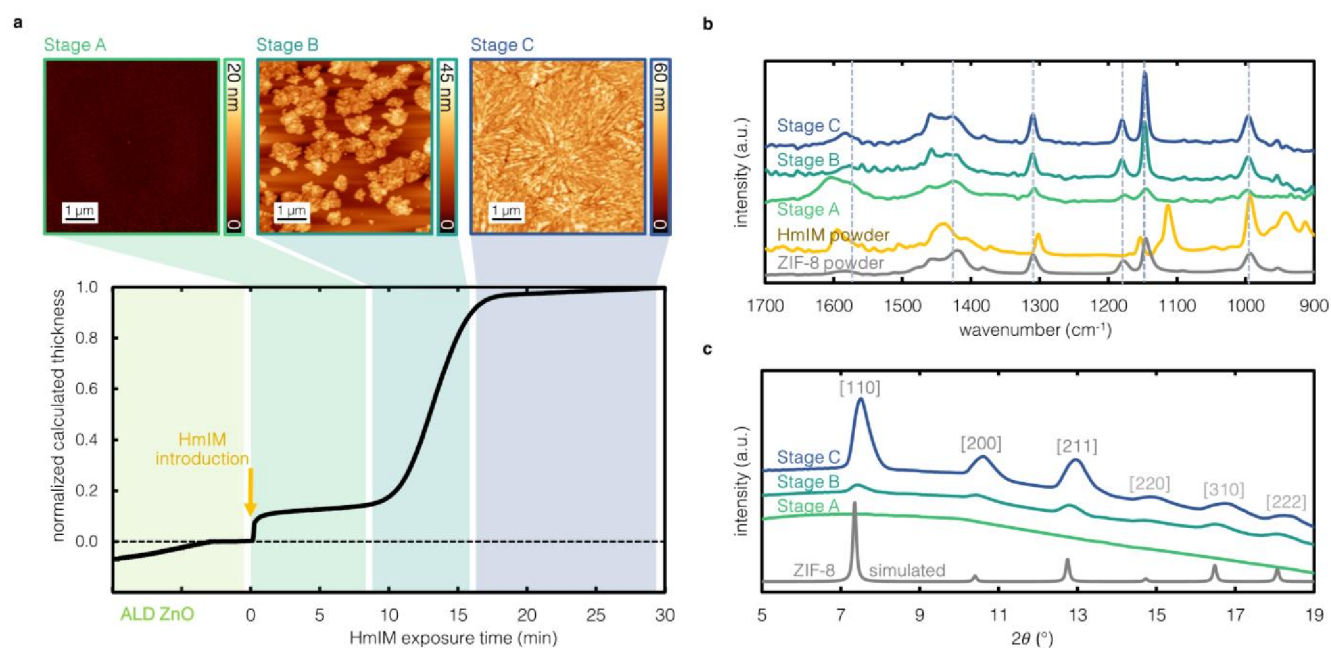 a
Stage A
Stage B
Stage C
20 nm
0
45 nm
0
60 nm
0
1 µm
1 µm
1 µm
normalized calculated thickness
1.0
0.8
0.6
0.4
0.2
0.0
HmIM
introduction
ALD ZnO
0 5 10 15 20 25 30
HmIM exposure time (min)
b
intensity (a.u.)
Stage C
Stage B
Stage A
HmIM powder
ZIF-8 powder
1700 1600 1500 1400 1300 1200 1100 1000 900
wavenumber (cm⁻¹)
c
intensity (a.u.)
[110]
[200]
[211]
[220]
[310]
[222]
Stage C
Stage B
Stage A
ZIF-8 simulated
5 7 9 11 13 15 17 19
2θ (°)